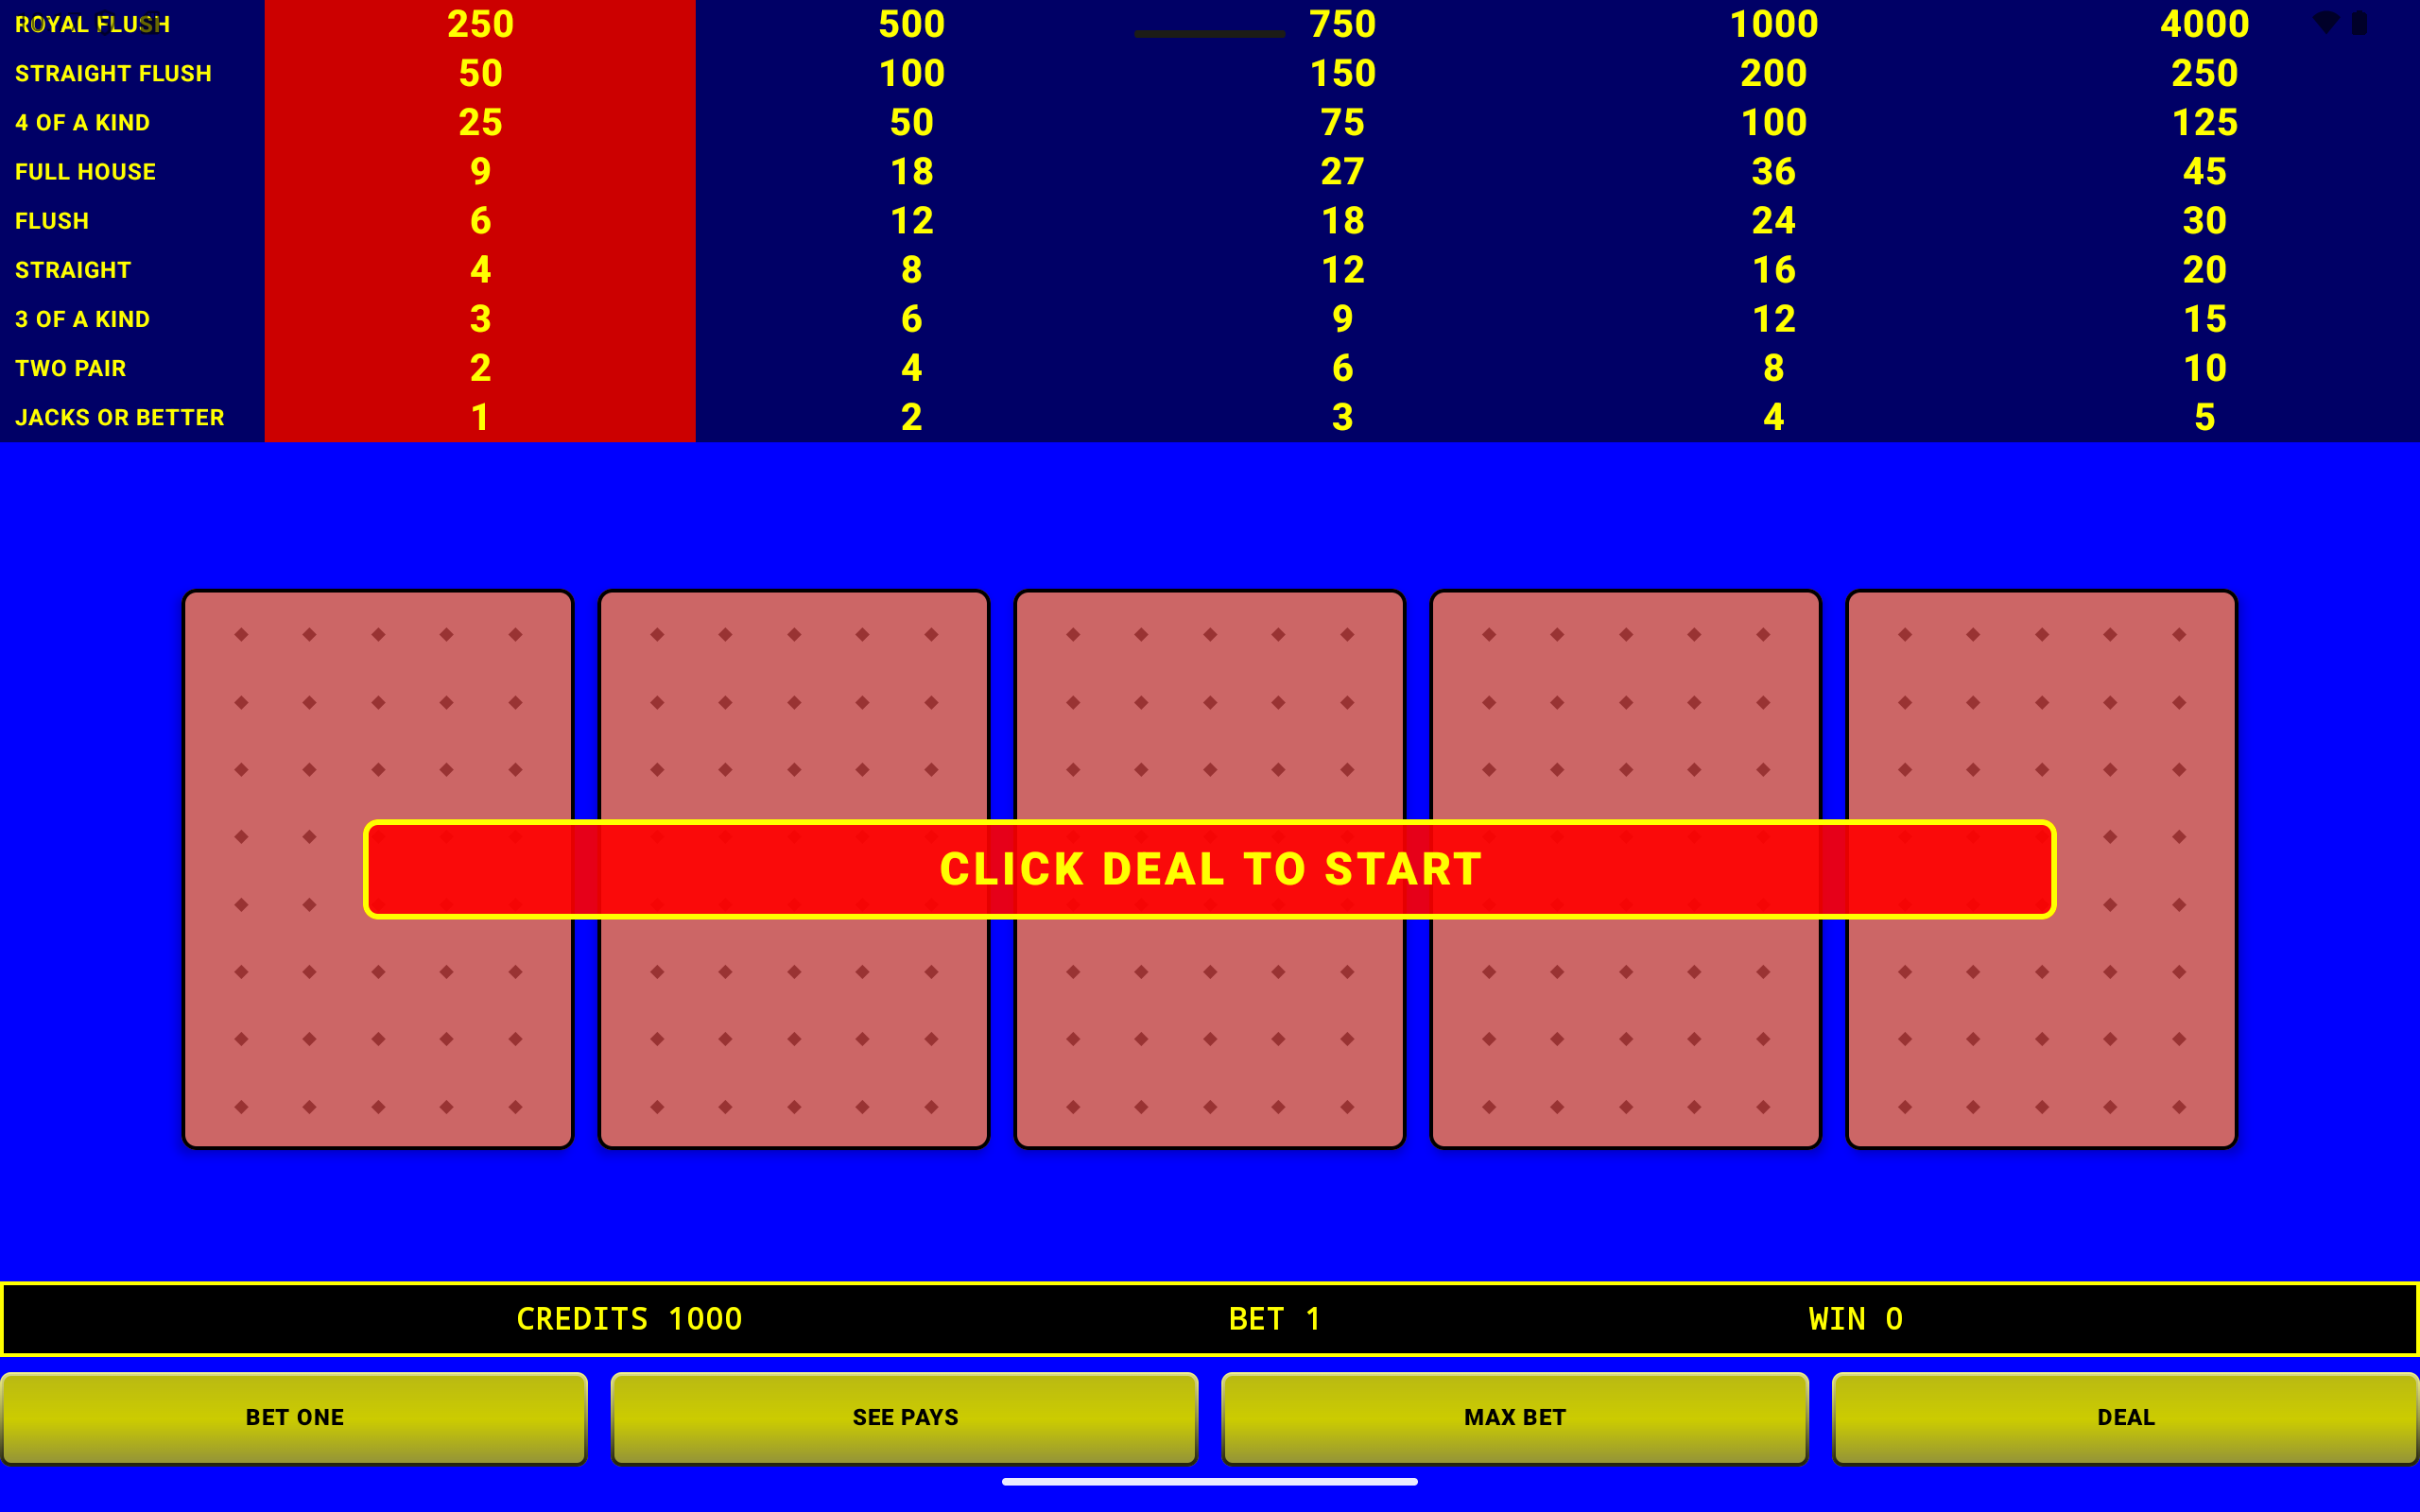 ROYAL FLUSH 250 500 750 1000 4000
STRAIGHT FLUSH 50 100 150 200 250
4 OF A KIND 25 50 75 100 125
FULL HOUSE 9 18 27 36 45
FLUSH 6 12 18 24 30
STRAIGHT 4 8 12 16 20
3 OF A KIND 3 6 9 12 15
TWO PAIR 2 4 6 8 10
JACKS OR BETTER 1 2 3 4 5
CLICK DEAL TO START
CREDITS 1000 BET 1 WIN 0
BET ONE SEE PAYS MAX BET DEAL